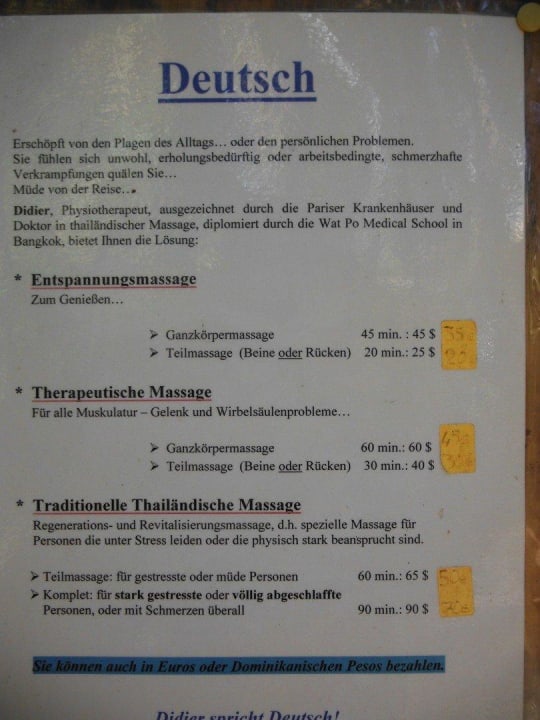 Deutsch
Erschöpft von den Plagen des Alltags… oder den persönlichen Problemen.
Sie fühlen sich unwohl, erholungsbedürftig oder arbeitsbedingte, schmerzhafte
Verkrampfungen quälen Sie…
Müde von der Reise…
Didier, Physiotherapeut, ausgezeichnet durch die Pariser Krankenhäuser und
Doktor in thailändischer Massage, diplomiert durch die Wat Po Medical School in
Bangkok, bietet Ihnen die Lösung:
* Entspannungsmassage
Zum Genießen…
➢ Ganzkörpermassage 45 min. : 45 $
➢ Teilmassage (Beine oder Rücken) 20 min.: 25 $
* Therapeutische Massage
Für alle Muskulatur – Gelenk und Wirbelsäulenprobleme…
➢ Ganzkörpermassage 60 min.: 60 $
➢ Teilmassage (Beine oder Rücken) 30 min.: 40 $
* Traditionelle Thailändische Massage
Regenerations- und Revitalisierungsmassage, d.h. spezielle Massage für
Personen die unter Stress leiden oder die physisch stark beansprucht sind.
➢ Teilmassage: für gestresste oder müde Personen 60 min.: 65 $
➢ Komplet: für stark gestresste oder völlig abgeschlaffte
Personen, oder mit Schmerzen überall 90 min.: 90 $
Sie können auch in Euros oder Dominikanischen Pesos bezahlen.
Didier spricht Deutsch!